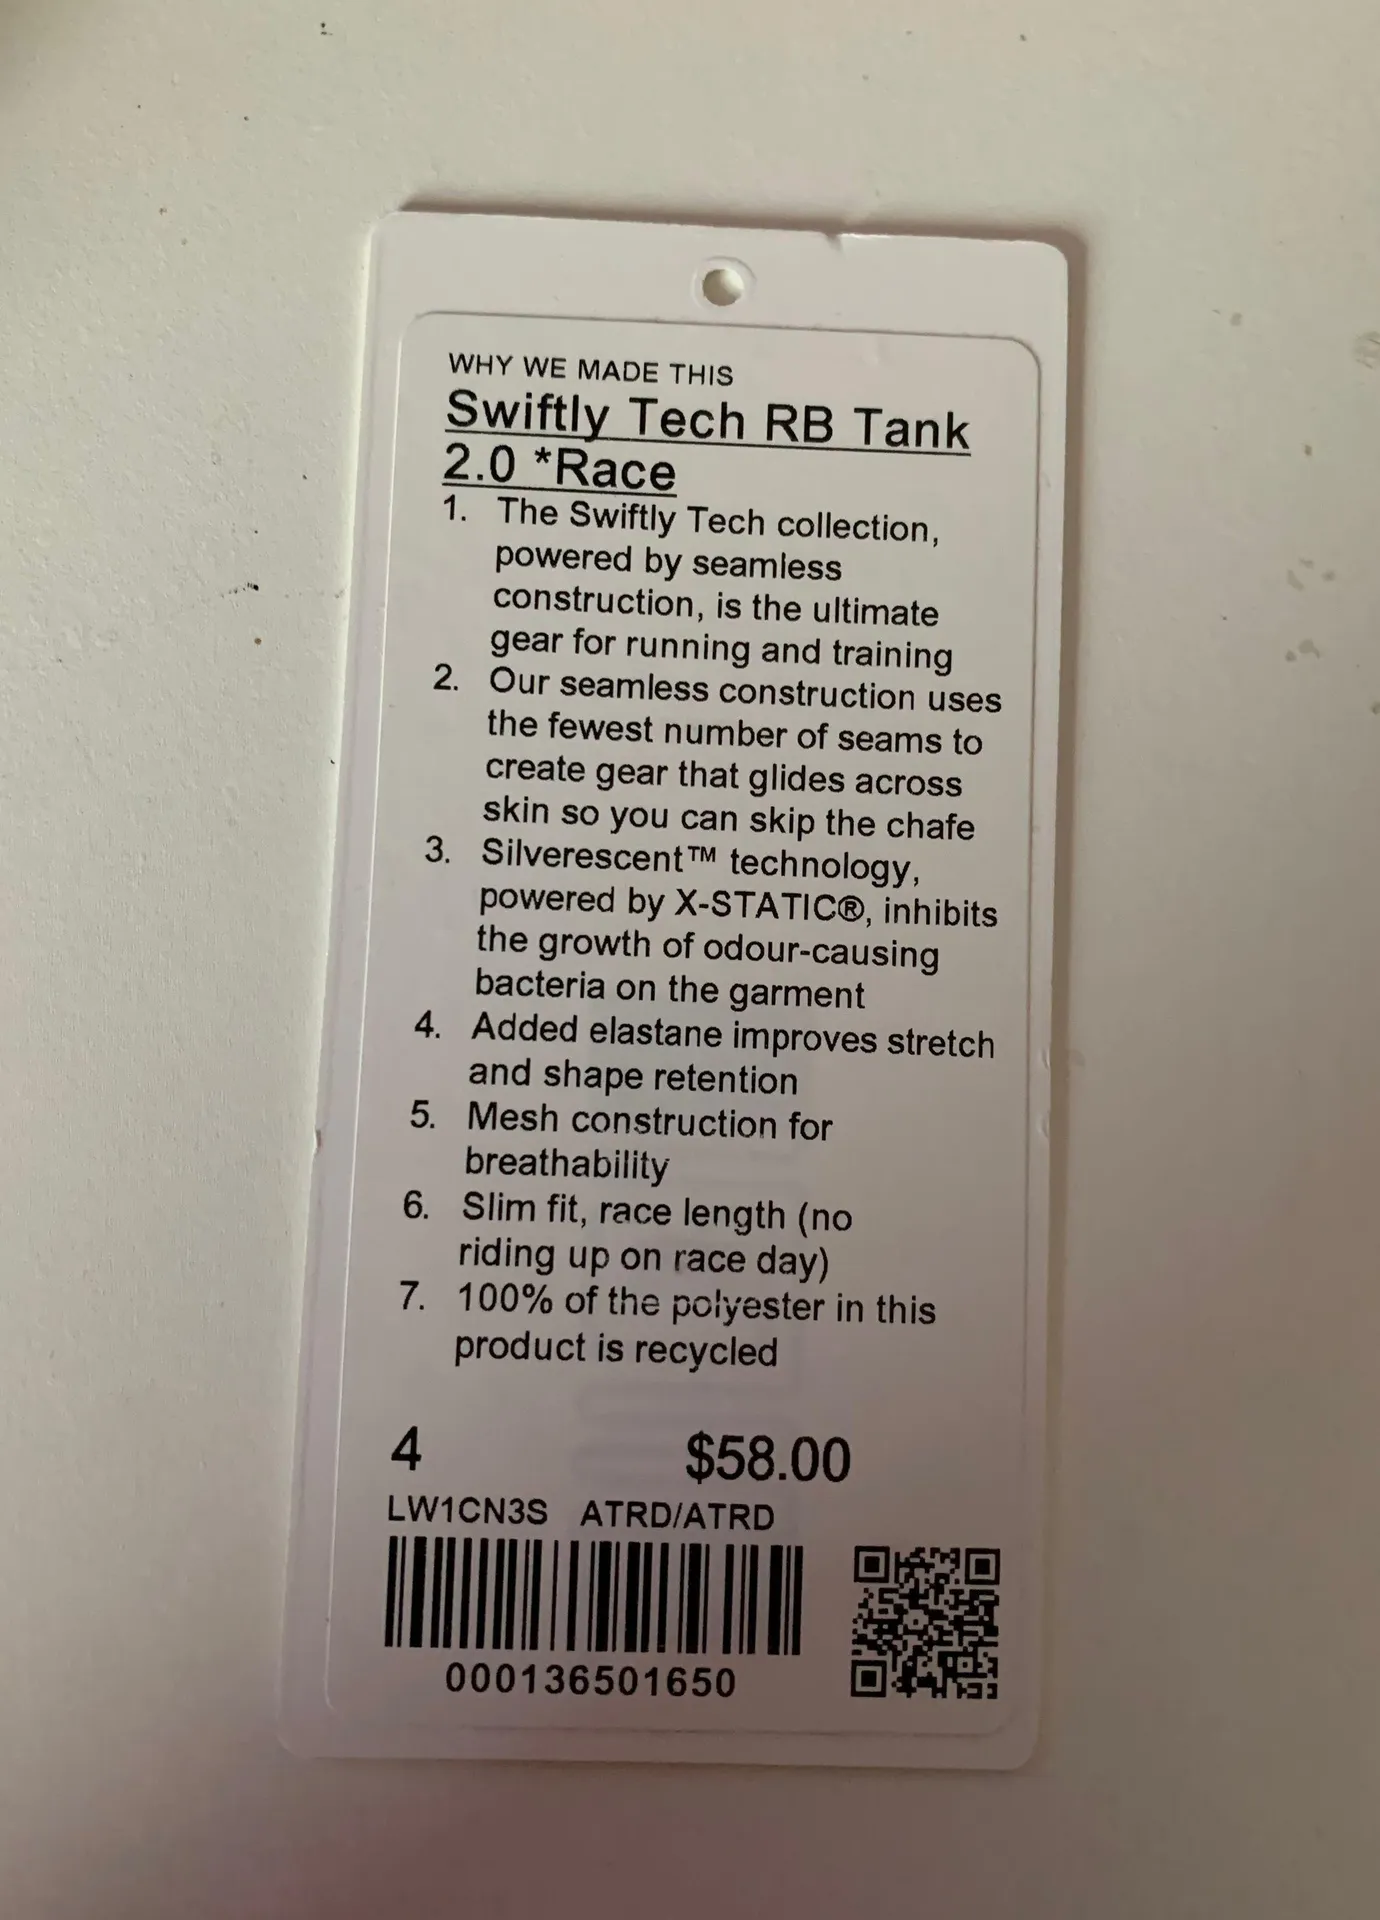 WHY WE MADE THIS
Swiftly Tech RB Tank
2.0 *Race
1. The Swiftly Tech collection,
powered by seamless
construction, is the ultimate
gear for running and training
2. Our seamless construction uses
the fewest number of seams to
create gear that glides across
skin so you can skip the chafe
3. Silverescent™ technology,
powered by X-STATIC®, inhibits
the growth of odour-causing
bacteria on the garment
4. Added elastane improves stretch
and shape retention
5. Mesh construction for
breathability
6. Slim fit, race length (no
riding up on race day)
7. 100% of the polyester in this
product is recycled
4 $58.00
LW1CN3S ATRD/ATRD
000136501650